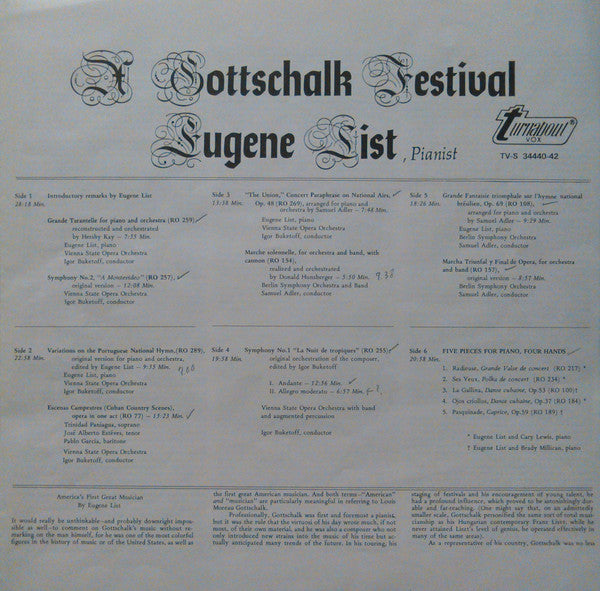 A Gottschalk Festival
Eugene List, Pianist
turnabout
VOX
TV-S 34440-42
Side 1 Introductory remarks by Eugene List
28:18 Min.
Grande Tarantelle for piano and orchestra (RO 259)
reconstructed and orchestrated
by Hershy Kay — 7:35 Min.
Eugene List, piano
Vienna State Opera Orchestra
Igor Buketoff, conductor
Symphony No.2, "A Montevideo" (RO 257),
original version — 12:08 Min.
Vienna State Opera Orchestra
Igor Buketoff, conductor
Side 3 "The Union," Concert Paraphrase on National Airs,
13:38 Min. Op. 48 (RO 269), arranged for piano and
orchestra by Samuel Adler — 7:48 Min.
Eugene List, piano
Vienna State Opera Orchestra
Igor Buketoff, conductor
Marche solennelle, for orchestra and band, with
cannon (RO 154),
realized and orchestrated
by Donald Hunsberger — 5:50 Min. 9.38
Berlin Symphony Orchestra and Band
Samuel Adler, conductor
Side 5 Grande Fantaisie triomphale sur l'hymne national
18:26 Min. brésilien, Op. 69 (RO 108),
arranged for piano and orchestra
by Samuel Adler — 9:29 Min.
Eugene List, piano
Berlin Symphony Orchestra
Samuel Adler, conductor
Marcha Triunfal y Final de Opera, for orchestra
and band (RO 157),
original version — 8:57 Min.
Berlin Symphony Orchestra
Samuel Adler, conductor
Side 2 Variations on the Portuguese National Hymn,(RO 289),
22:58 Min. original version for piano and orchestra,
edited by Eugene List — 9:35 Min.
Eugene List, piano
Vienna State Opera Orchestra
Igor Buketoff, conductor
Escenas Campestres (Cuban Country Scenes),
opera in one act (RO 77) — 13:23 Min.
Trinidad Paniagua, soprano
José Alberto Estéves, tenor
Pablo Garcia, baritone
Vienna State Opera Orchestra
Igor Buketoff, conductor
Side 4 Symphony No.1 "La Nuit de tropiques" (RO 255)
19:58 Min. original orchestration of the composer,
edited by Igor Buketoff
I. Andante — 12:56 Min.
II. Allegro moderato — 6:57 Min.
Vienna State Opera Orchestra with band
and augmented percussion
Igor Buketoff, conductor
Side 6 FIVE PIECES FOR PIANO, FOUR HANDS
20:58 Min.
1. Radieuse, Grande Valse de concert (RO 217) *
2. Ses Yeux, Polka de concert (RO 234) *
3. La Gallina, Danse cubaine, Op.53 (RO 100)†
4. Ojos criollos, Danse cubaine, Op.37 (RO 184) *
5. Pasquinade, Caprice, Op.59 (RO 189) †
* Eugene List and Cary Lewis, piano
† Eugene List and Brady Millican, piano
America's First Great Musician
By Eugene List
It would really be unthinkable—and probably downright impos-
sible as well—to comment on Gottschalk's music without re-
marking on the man himself, for he was one of the most colorful
figures in the history of music or of the United States, as well as
the first great American musician. And both terms—"American"
and "musician" are particularly meaningful in referring to Louis
Moreau Gottschalk.
Professionally, Gottschalk was first and foremost a pianist,
but it was the rule that the virtuosi of his day wrote much, if not
most, of their own material, and he was also a composer who not
only introduced new strains into the music of his time but ac-
tually anticipated many trends of the future. In his touring, his
staging of festivals and his encouragement of young talent, he
had a profound influence, which proved to be astonishingly dura-
ble and far-reaching. (One might say that, on an admittedly
smaller scale, Gottschalk personified the same sort of total musi-
cianship as his Hungarian contemporary Franz Liszt; while he
never attained Liszt's level of genius, he operated effectively in
many of the same areas).
As a representative of his country, Gottschalk was no less